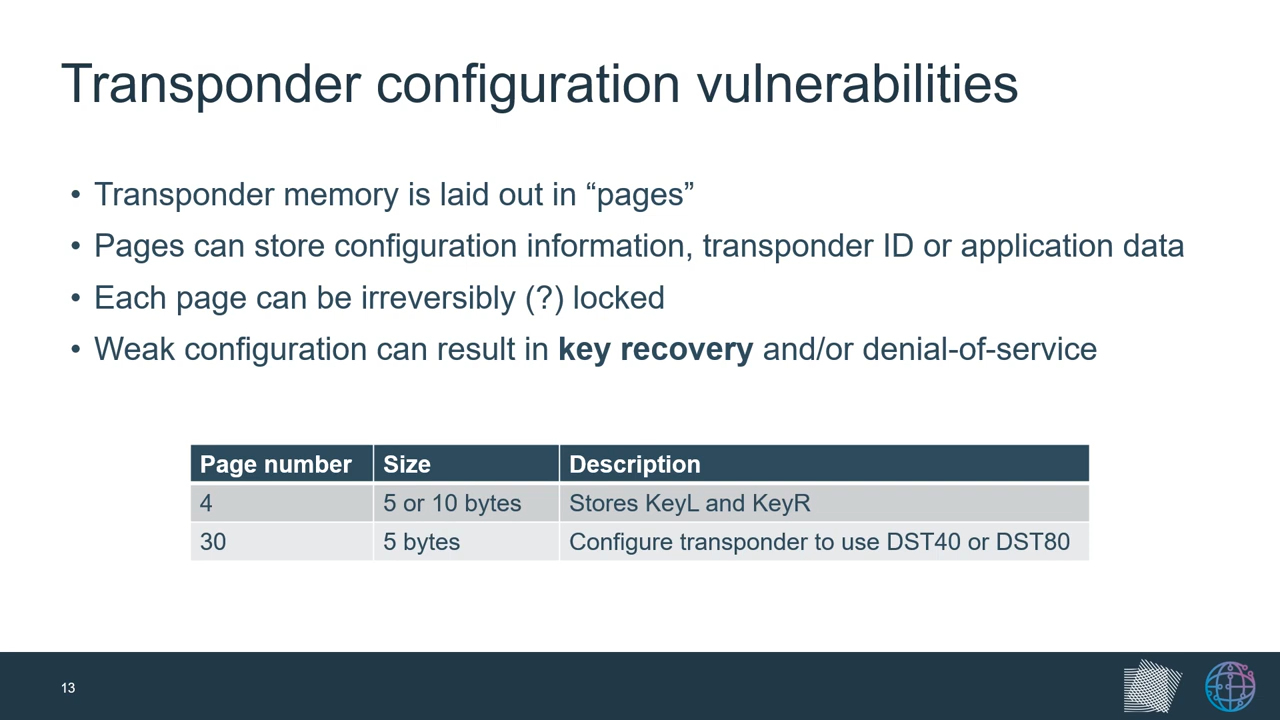 Transponder configuration vulnerabilities
• Transponder memory is laid out in “pages”
• Pages can store configuration information, transponder ID or application data
• Each page can be irreversibly (?) locked
• Weak configuration can result in key recovery and/or denial-of-service
Page number Size Description
4 5 or 10 bytes Stores KeyL and KeyR
30 5 bytes Configure transponder to use DST40 or DST80
13